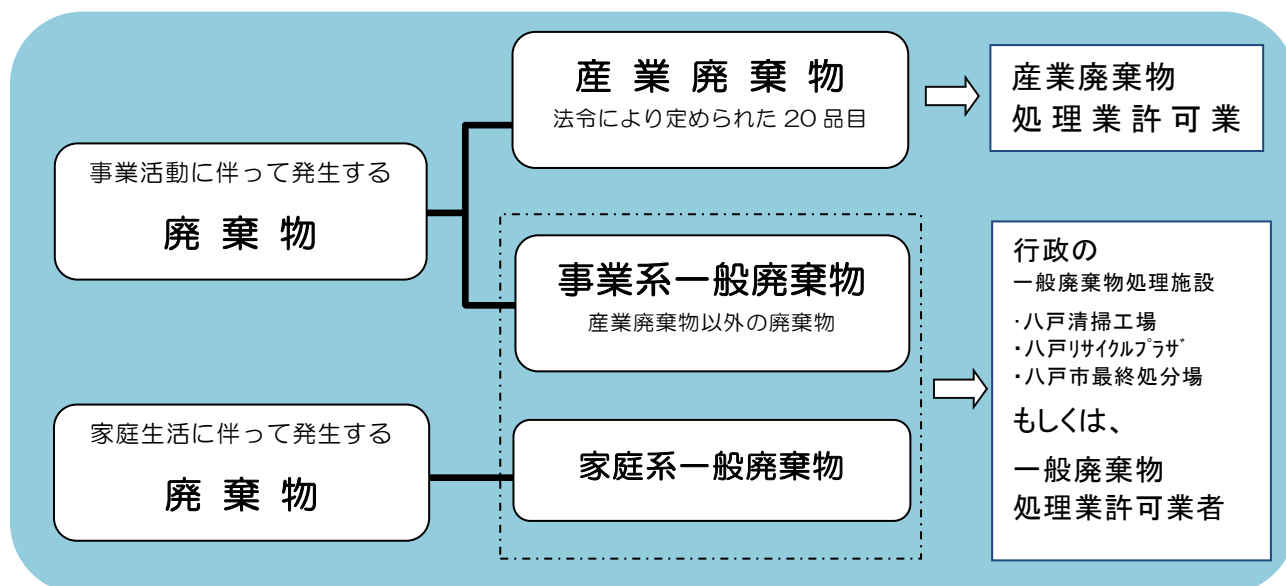 事業活動に伴って発生する
廃棄物
産業廃棄物
法令により定められた 20 品目
産業廃棄物
処理業許可業
事業系一般廃棄物
産業廃棄物以外の廃棄物
家庭生活に伴って発生する
廃棄物
家庭系一般廃棄物
行政の
一般廃棄物処理施設
・八戸清掃工場
・八戸ﾘｻｲｸﾙﾌﾟﾗｻﾞ
・八戸市最終処分場
もしくは、
一般廃棄物
処理業許可業者